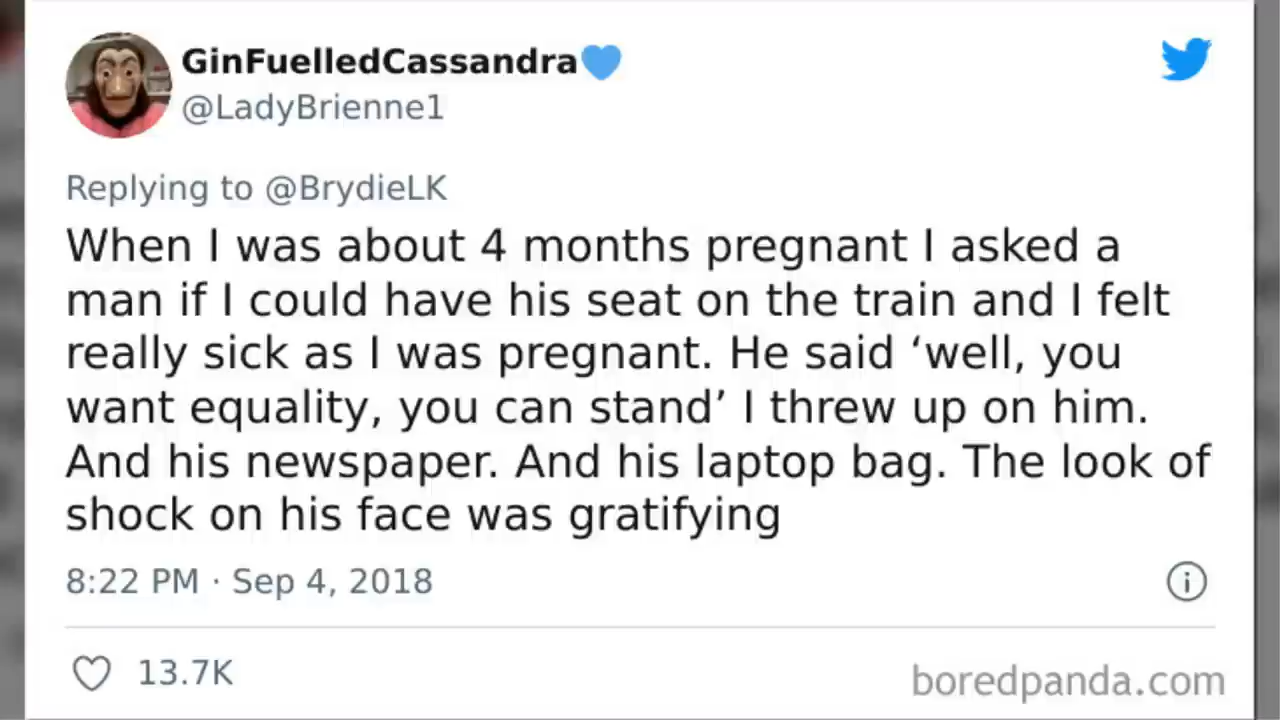 GinFuelledCassandra💙
@LadyBrienne1
Replying to @BrydieLK
When I was about 4 months pregnant I asked a
man if I could have his seat on the train and I felt
really sick as I was pregnant. He said ‘well, you
want equality, you can stand’ I threw up on him.
And his newspaper. And his laptop bag. The look of
shock on his face was gratifying
8:22 PM · Sep 4, 2018
13.7K
boredpanda.com